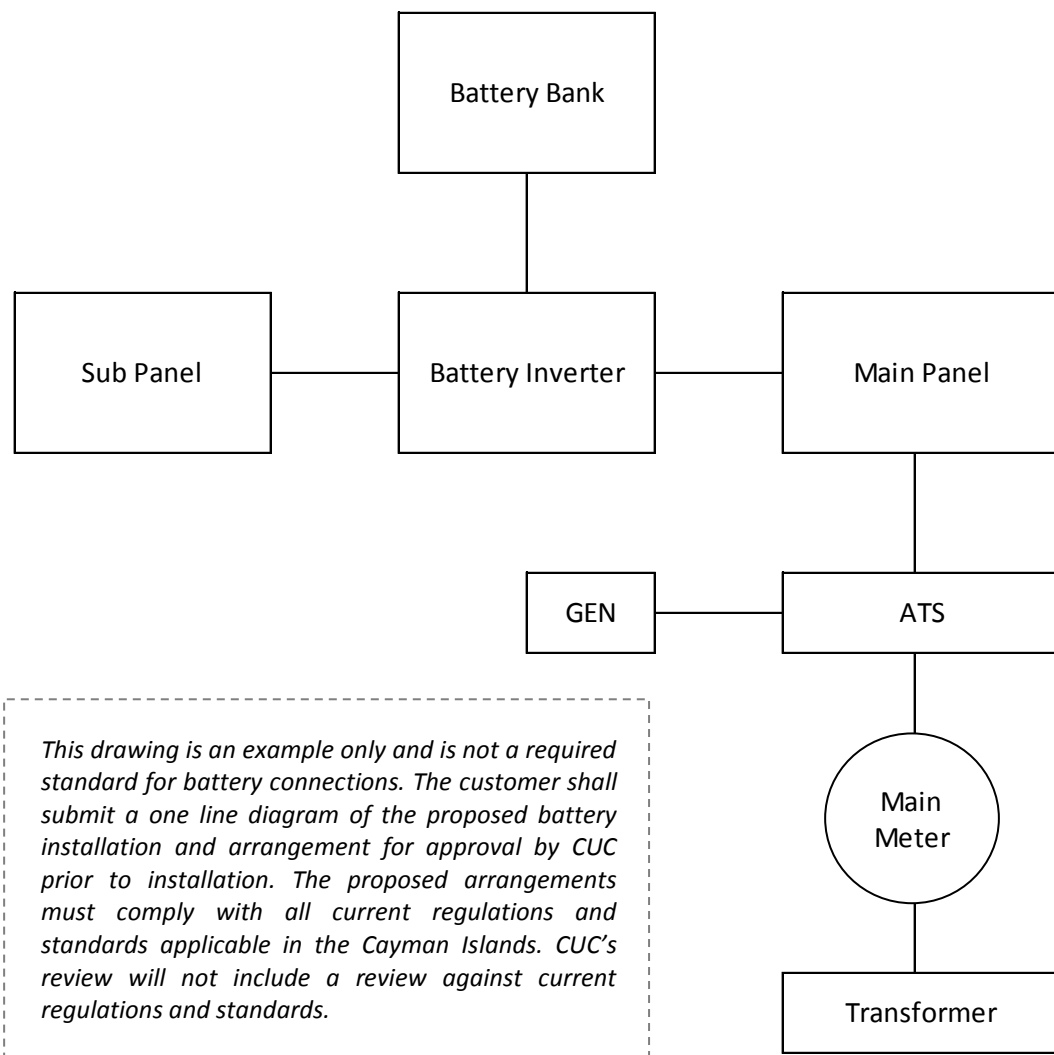 Battery Bank
Sub Panel
Battery Inverter
Main Panel
GEN
ATS
This drawing is an example only and is not a required
standard for battery connections. The customer shall
submit a one line diagram of the proposed battery
installation and arrangement for approval by CUC
prior to installation. The proposed arrangements
must comply with all current regulations and
standards applicable in the Cayman Islands. CUC’s
review will not include a review against current
regulations and standards.
Main
Meter
Transformer